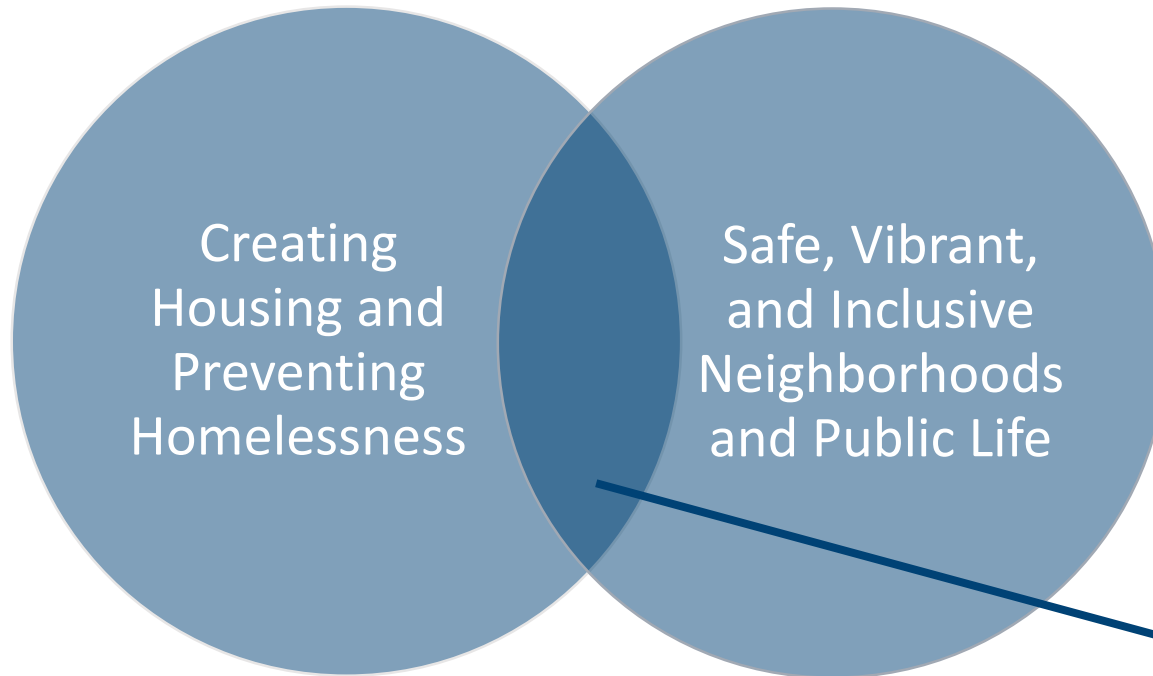 Creating
Housing and
Preventing
Homelessness
Safe, Vibrant,
and Inclusive
Neighborhoods
and Public Life